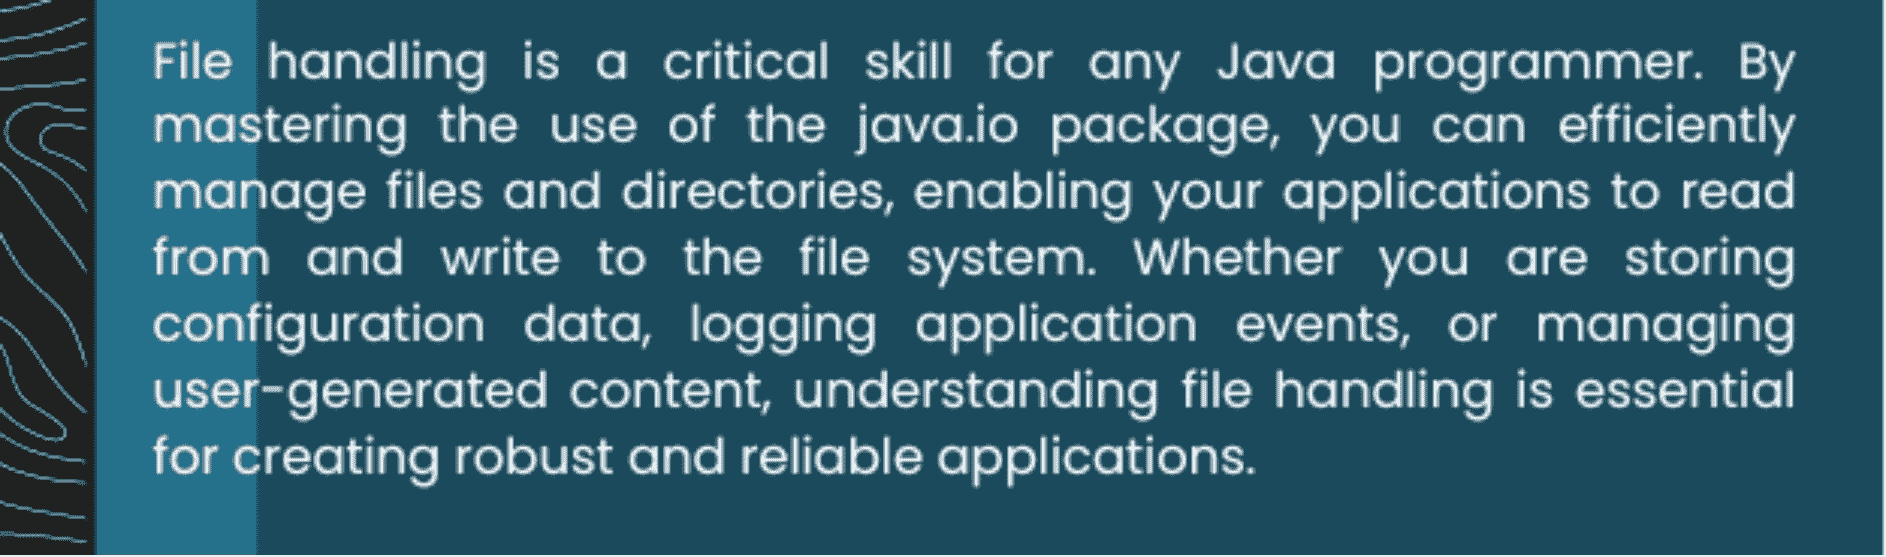 File handling is a critical skill for any Java programmer. By
mastering the use of the java.io package, you can efficiently
manage files and directories, enabling your applications to read
from and write to the file system. Whether you are storing
configuration data, logging application events, or managing
user-generated content, understanding file handling is essential
for creating robust and reliable applications.